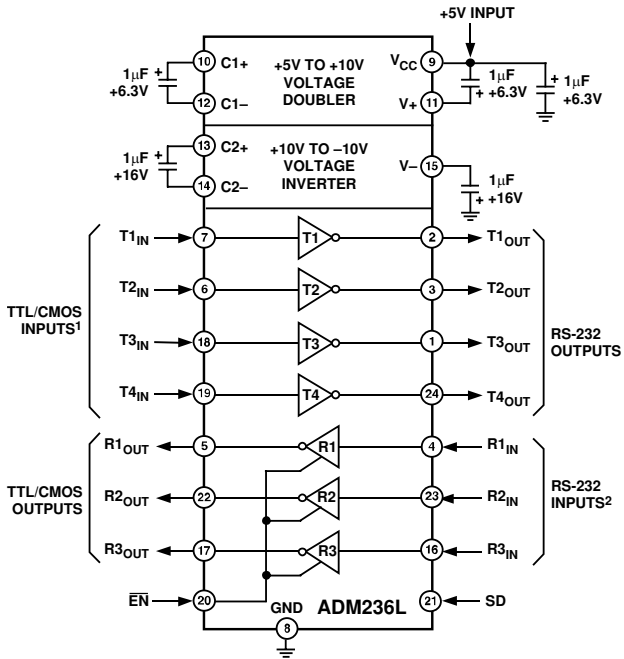 +5V INPUT
10 C1+ +5V TO +10V VCC 9
1μF + +6.3V
VOLTAGE
DOUBLER
1μF + +6.3V
+ 1μF +6.3V
12 C1– V+ 11
13 C2+ +10V TO –10V
1μF + +16V
VOLTAGE
INVERTER
V– 15
14 C2–
1μF + +16V
T1IN 7 T1 2 T1OUT
T2IN 6 T2 3 T2OUT
TTL/CMOS
INPUTS1
RS-232
OUTPUTS
T3IN 18 T3 1 T3OUT
T4IN 19 T4 24 T4OUT
R1OUT 5 R1 4 R1IN
TTL/CMOS
OUTPUTS
RS-232
INPUTS2
R2OUT 22 R2 23 R2IN
R3OUT 17 R3 16 R3IN
EN 20 GND ADM236L 21 SD
8